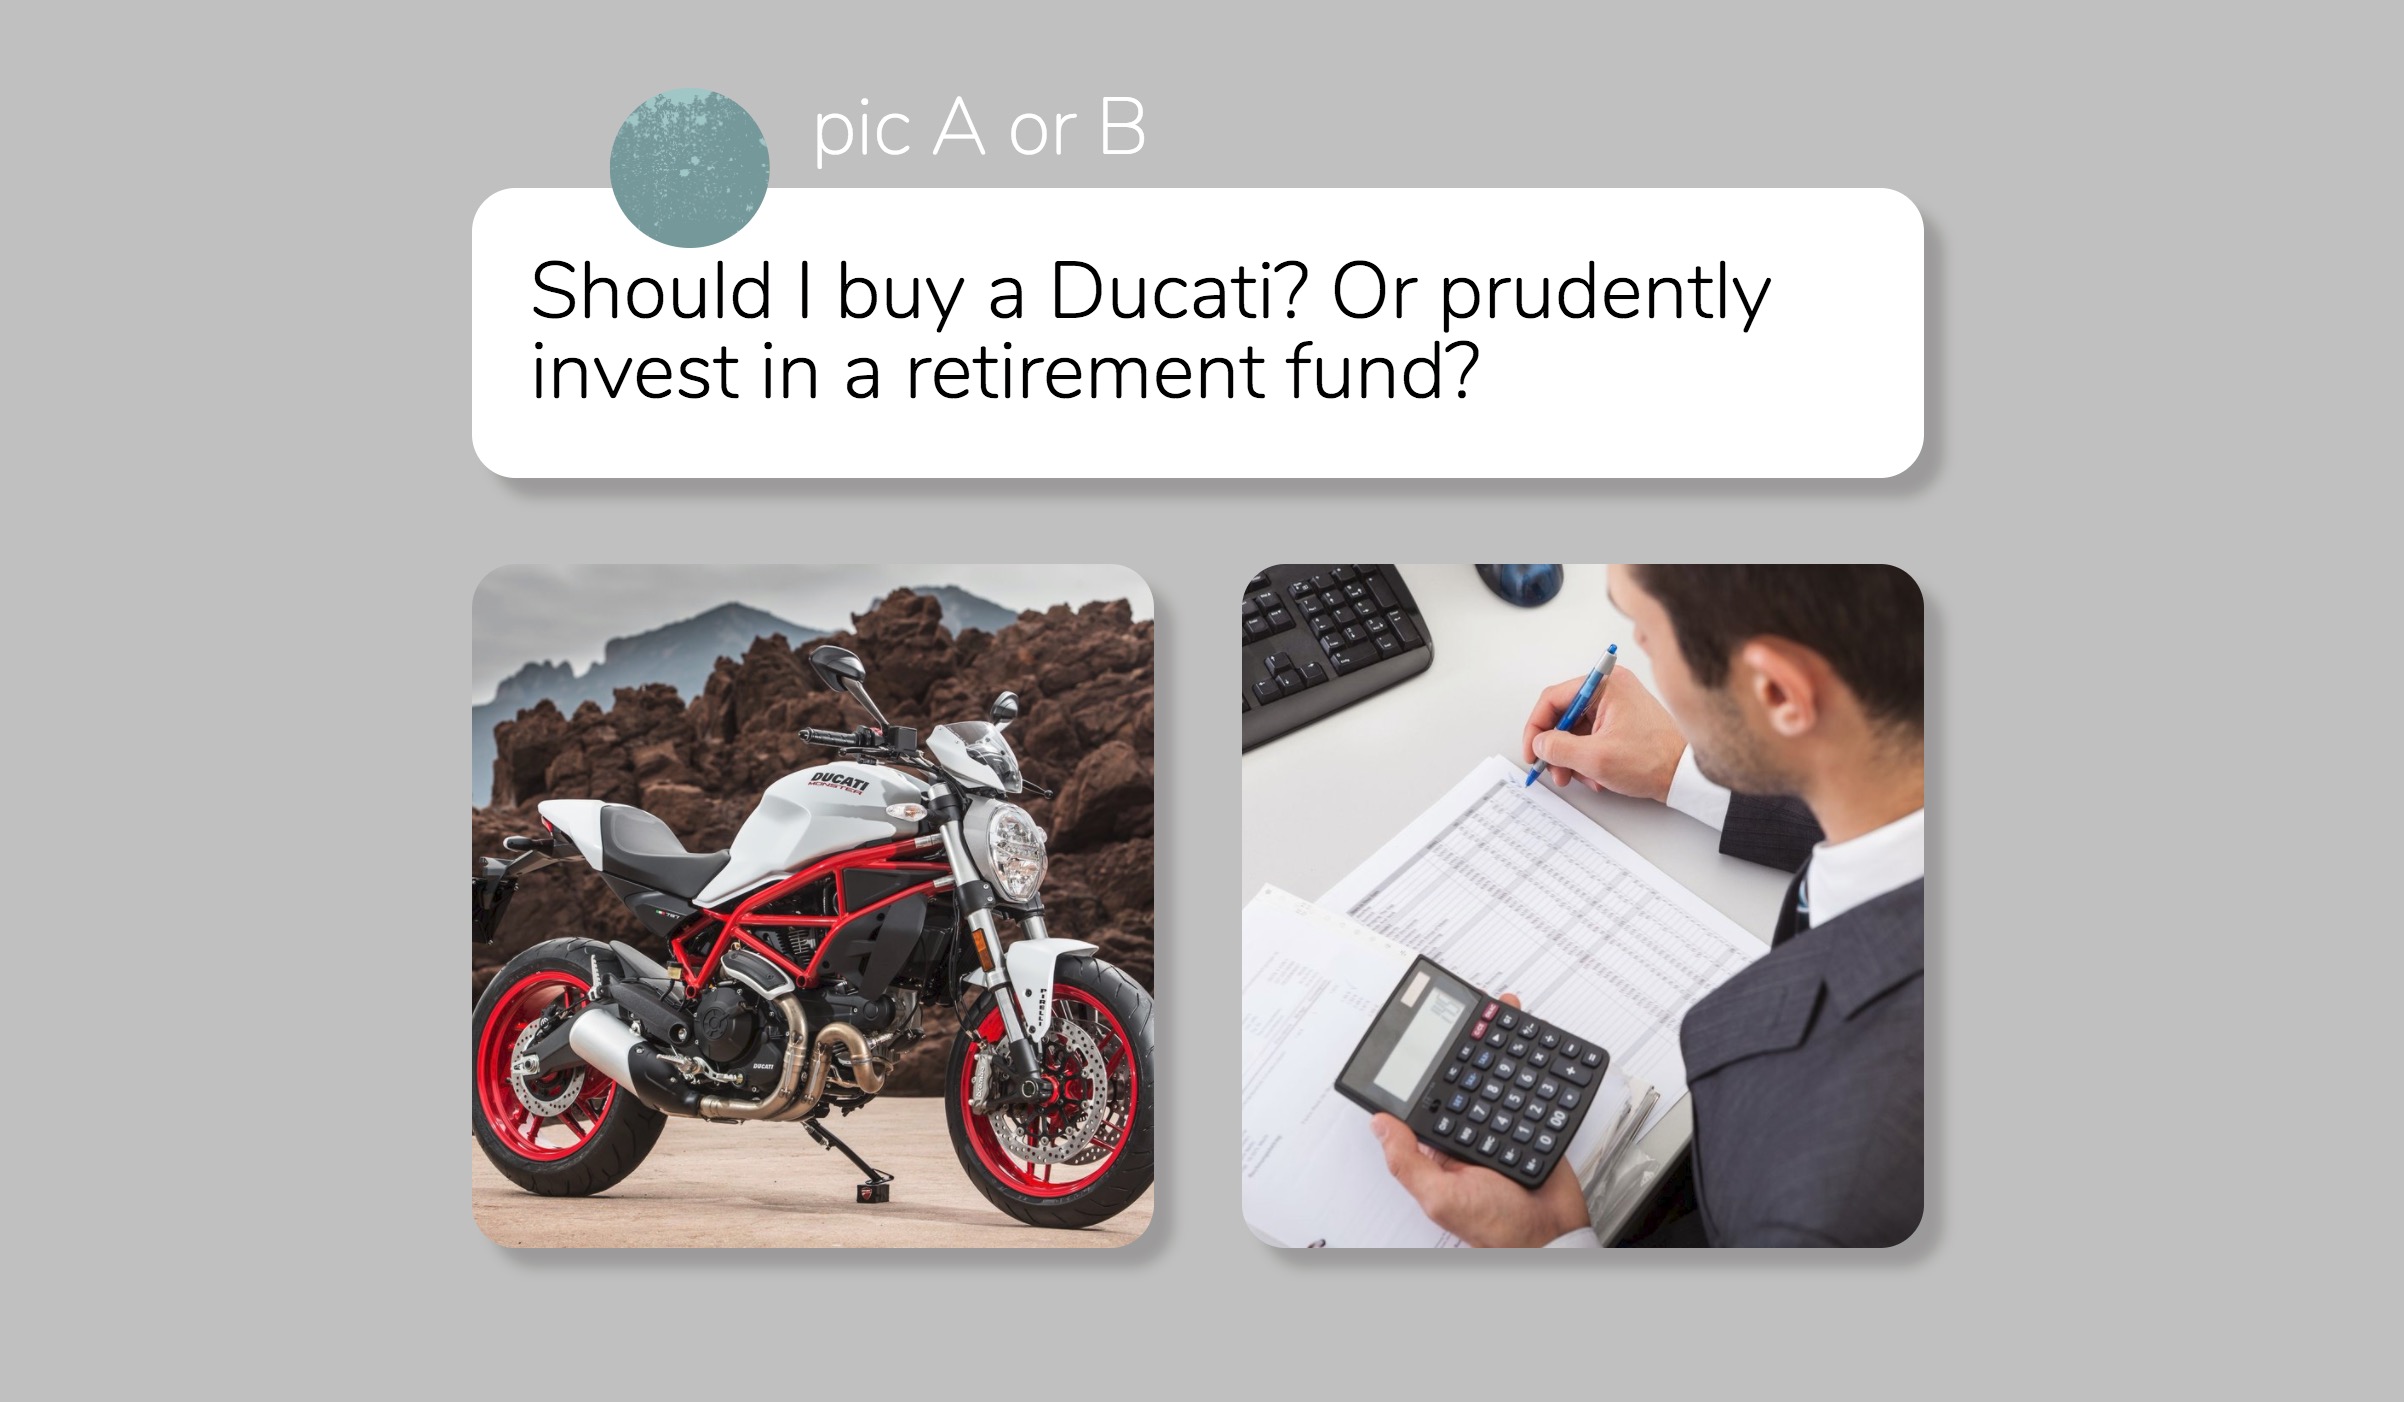 pic A or B
Should I buy a Ducati? Or prudently
invest in a retirement fund?
DUCATI
MONSTER
PIRELLI
DUCATI